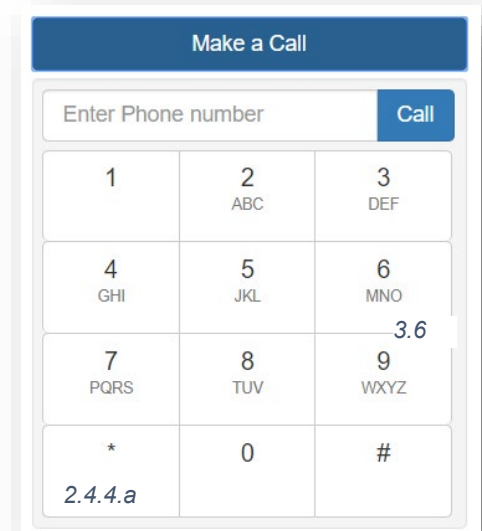 Make a Call
Enter Phone number Call
1 2 3
ABC DEF
4 5 6
GHI JKL MNO
3.6
7 8 9
PQRS TUV WXYZ
* 0 #
2.4.4.a